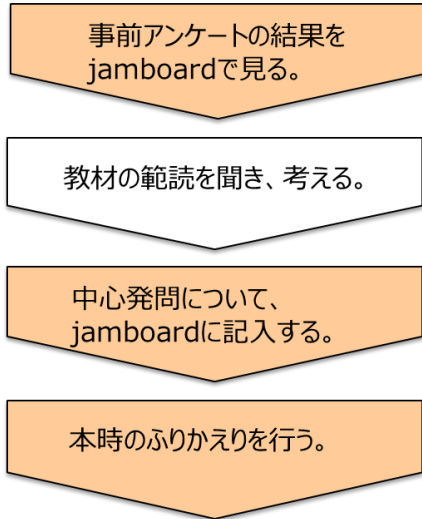 事前アンケートの結果を
jamboardで見る。
教材の範読を聞き、考える。
中心発問について、
jamboardに記入する。
本時のふりかえりを行う。